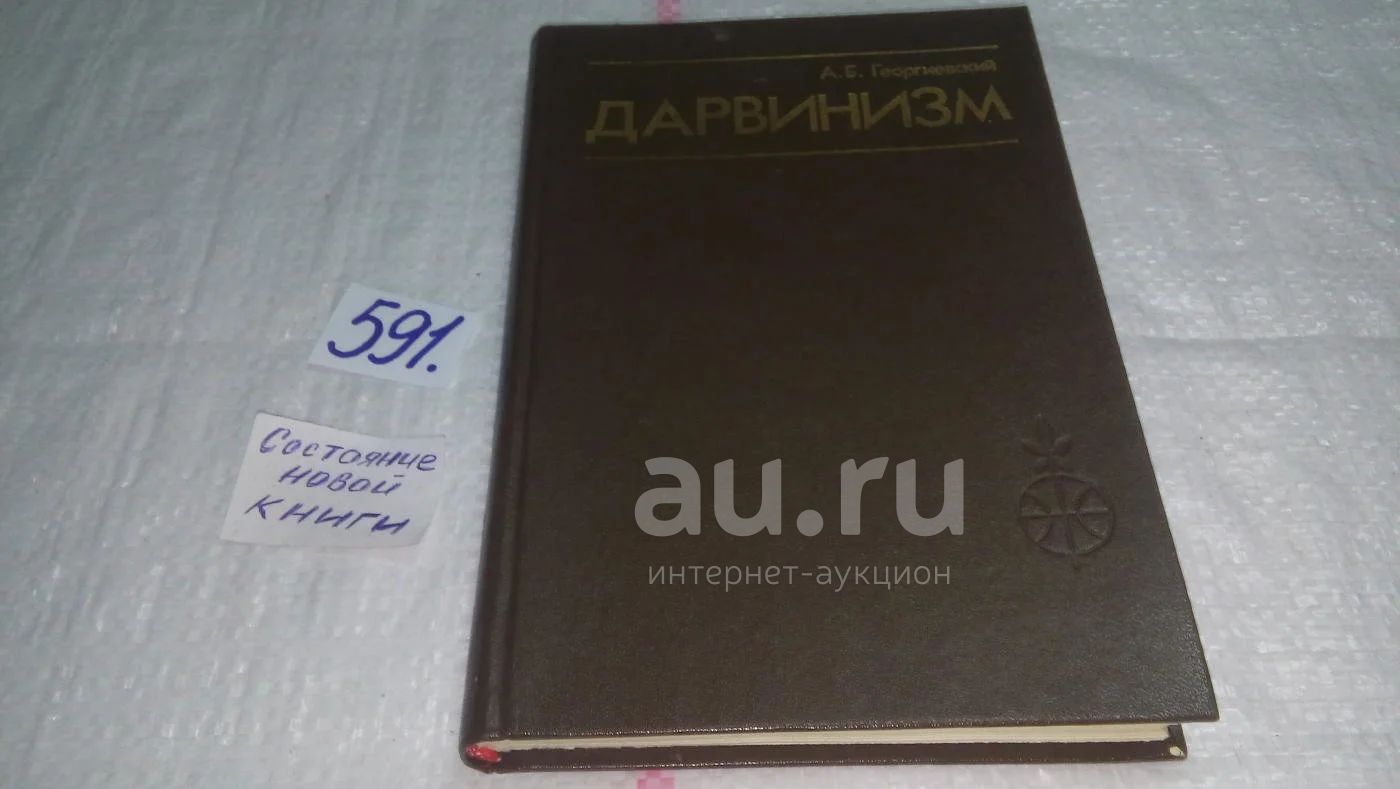 А.Б. Георгиевский
ДАРВИНИЗМ
591.
Состояние
новой
книги
au.ru
интернет-аукцион